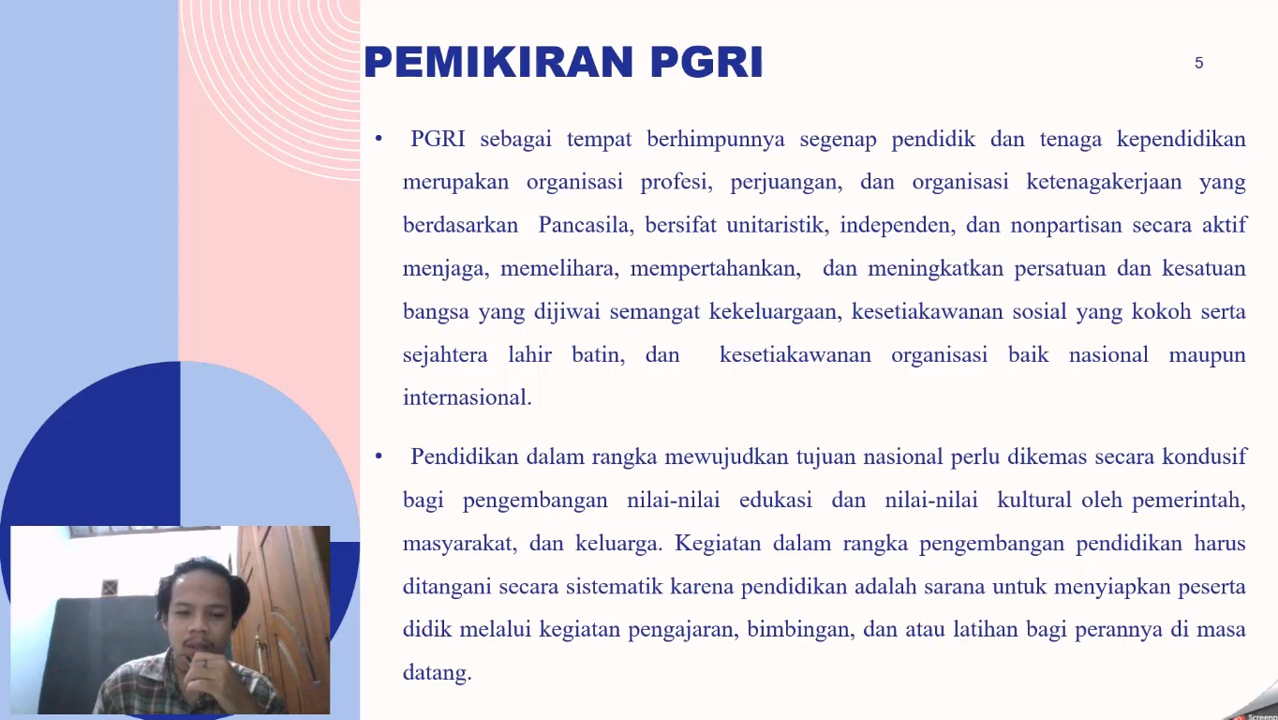 PEMIKIRAN PGRI
5
• PGRI sebagai tempat berhimpunnya segenap pendidik dan tenaga kependidikan
merupakan organisasi profesi, perjuangan, dan organisasi ketenagakerjaan yang
berdasarkan Pancasila, bersifat unitaristik, independen, dan nonpartisan secara aktif
menjaga, memelihara, mempertahankan, dan meningkatkan persatuan dan kesatuan
bangsa yang dijiwai semangat kekeluargaan, kesetiakawanan sosial yang kokoh serta
sejahtera lahir batin, dan kesetiakawanan organisasi baik nasional maupun
internasional.
• Pendidikan dalam rangka mewujudkan tujuan nasional perlu dikemas secara kondusif
bagi pengembangan nilai-nilai edukasi dan nilai-nilai kultural oleh pemerintah,
masyarakat, dan keluarga. Kegiatan dalam rangka pengembangan pendidikan harus
ditangani secara sistematik karena pendidikan adalah sarana untuk menyiapkan peserta
didik melalui kegiatan pengajaran, bimbingan, dan atau latihan bagi perannya di masa
datang.